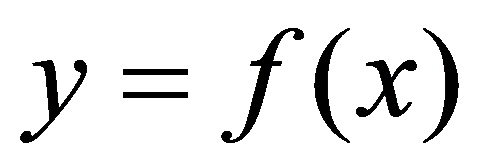 y = f(x)